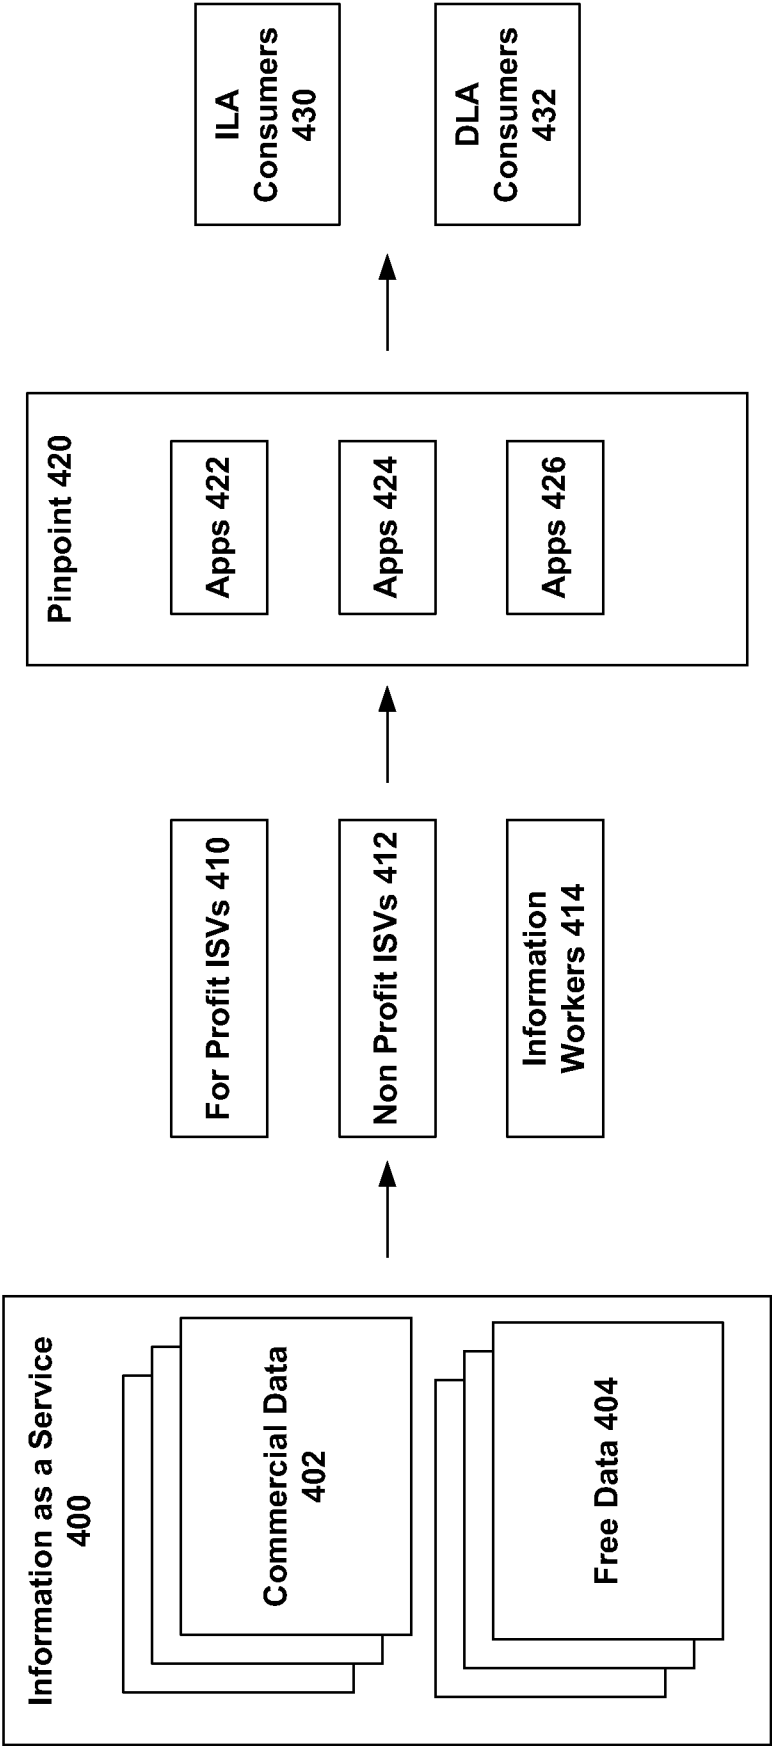 Information as a Service
400
Commercial Data
402
Free Data 404
For Profit ISVs 410
Non Profit ISVs 412
Information
Workers 414
Pinpoint 420
Apps 422
Apps 424
Apps 426
ILA
Consumers
430
DLA
Consumers
432